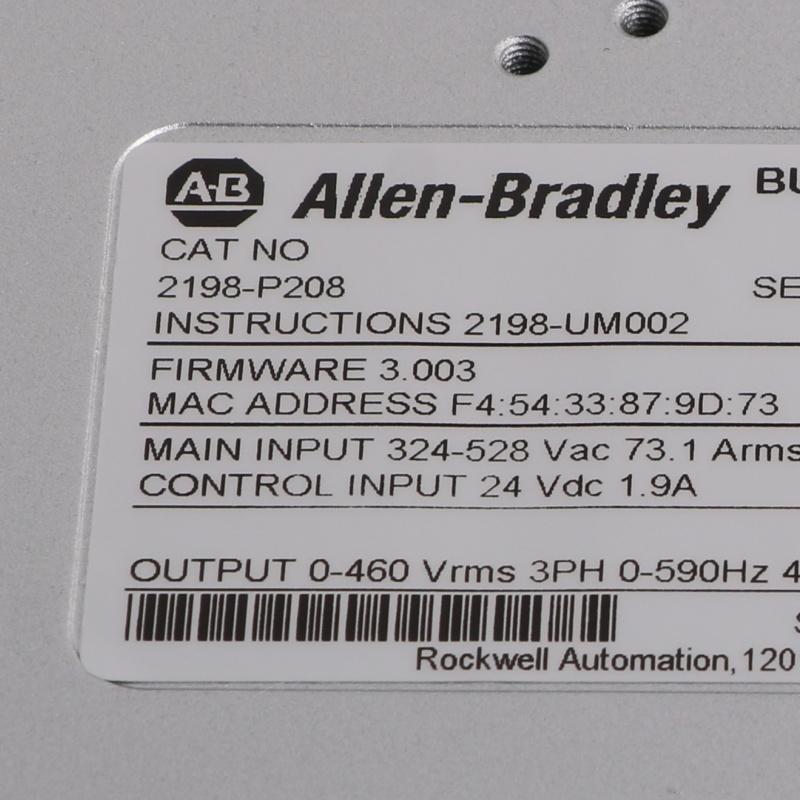 A-B Allen-Bradley BU
CAT NO
2198-P208 SE
INSTRUCTIONS 2198-UM002
FIRMWARE 3.003
MAC ADDRESS F4:54:33:87:9D:73
MAIN INPUT 324-528 Vac 73.1 Arms
CONTROL INPUT 24 Vdc 1.9A
OUTPUT 0-460 Vrms 3PH 0-590Hz 4
Rockwell Automation, 120